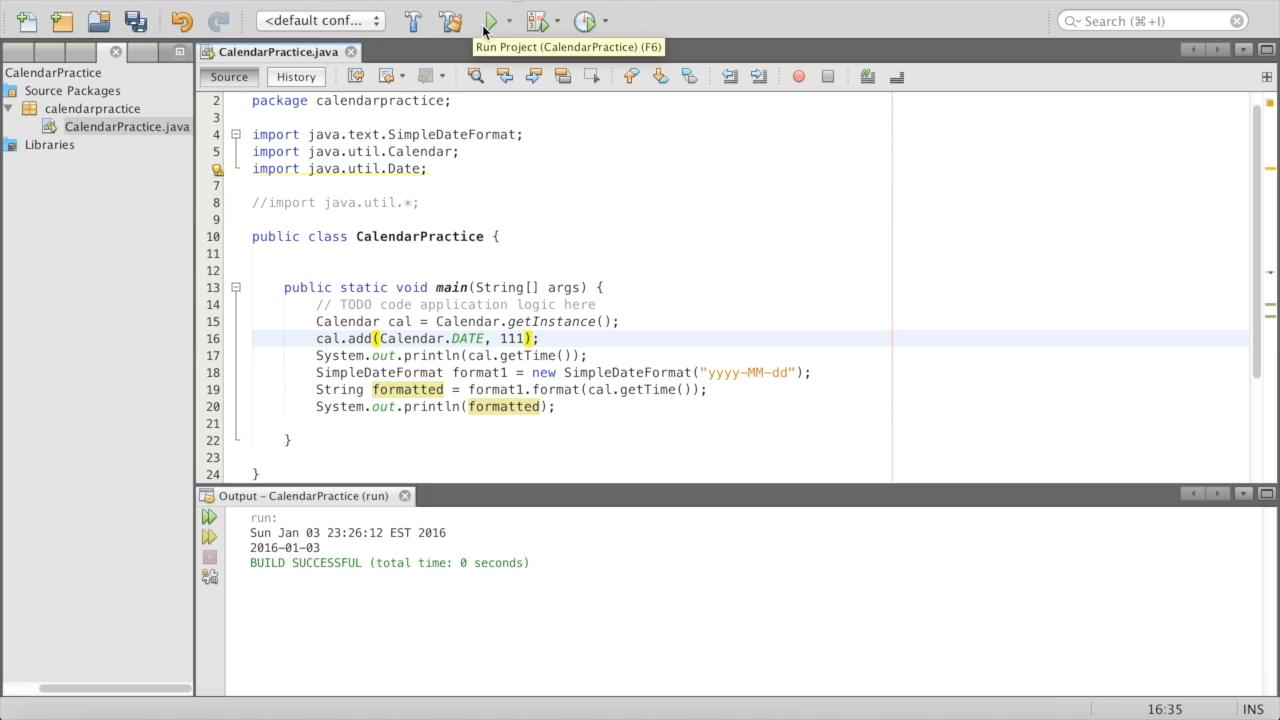 <default conf...
Search (⌘+I)
Run Project (CalendarPractice) (F6)
CalendarPractice.java
Source
History
CalendarPractice
Source Packages
calendarpractice
CalendarPractice.java
Libraries
2 package calendarpractice;
3
4 import java.text.SimpleDateFormat;
5 import java.util.Calendar;
import java.util.Date;
7
8 //import java.util.*;
9
10 public class CalendarPractice {
11
12
13 public static void main(String[] args) {
14 // TODO code application logic here
15 Calendar cal = Calendar.getInstance();
16 cal.add(Calendar.DATE, 111);
17 System.out.println(cal.getTime());
18 SimpleDateFormat format1 = new SimpleDateFormat("yyyy-MM-dd");
19 String formatted = format1.format(cal.getTime());
20 System.out.println(formatted);
21
22 }
23
24 }
Output – CalendarPractice (run)
run:
Sun Jan 03 23:26:12 EST 2016
2016-01-03
BUILD SUCCESSFUL (total time: 0 seconds)
16:35
INS